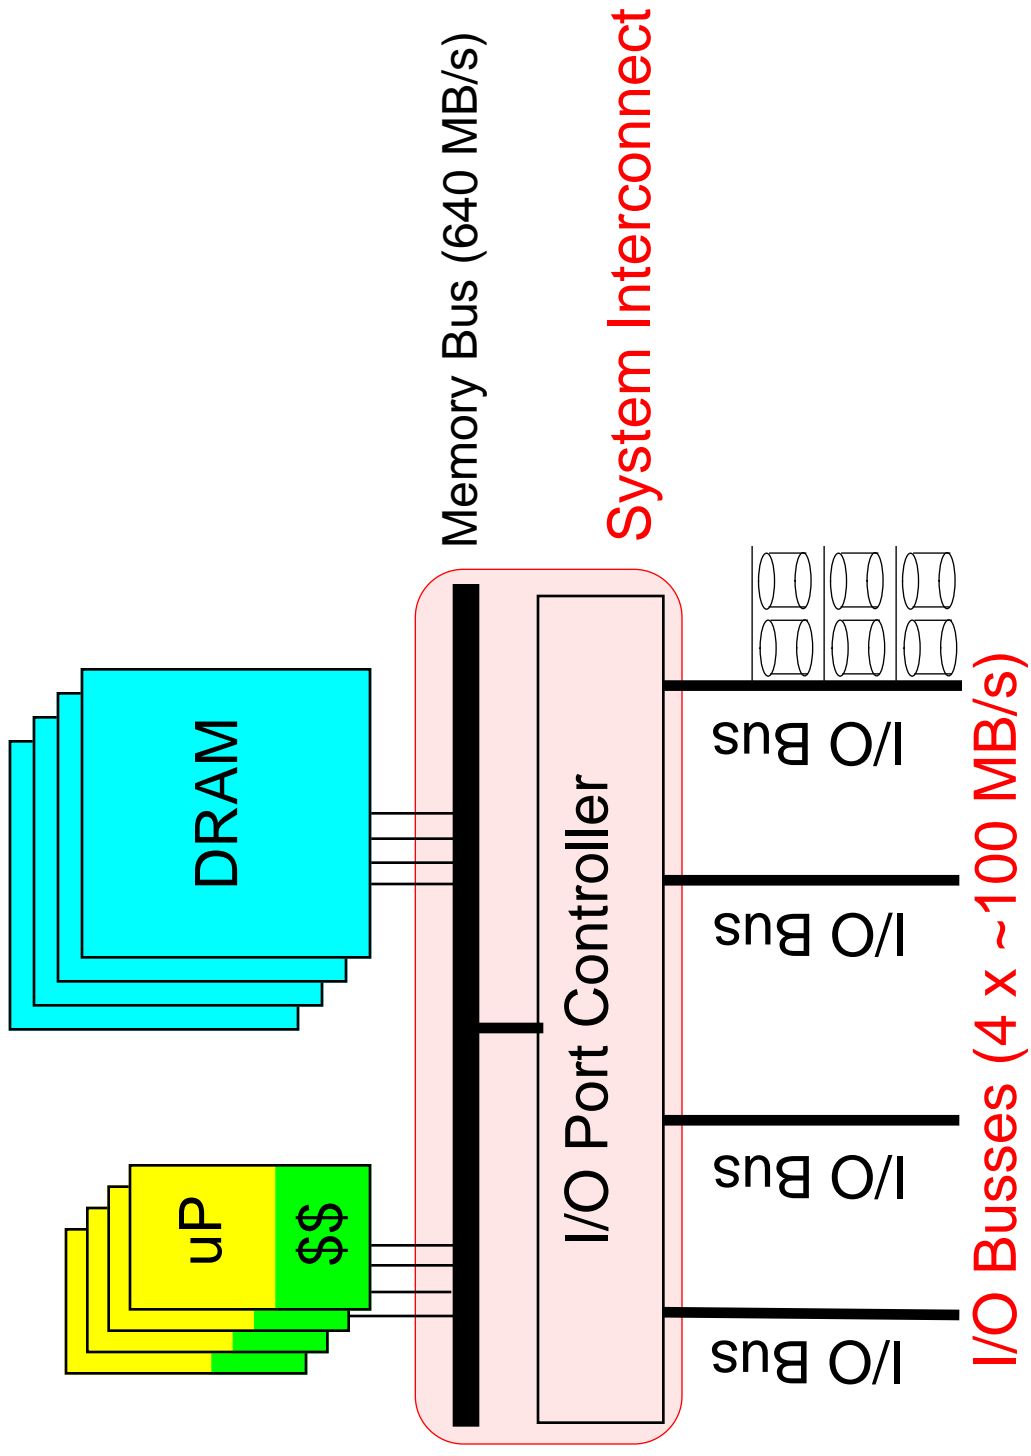 Memory Bus (640 MB/s)
System Interconnect
DRAM
uP
$$
I/O Port Controller
I/O Bus
I/O Bus
I/O Bus
I/O Bus
I/O Busses (4 x ~100 MB/s)